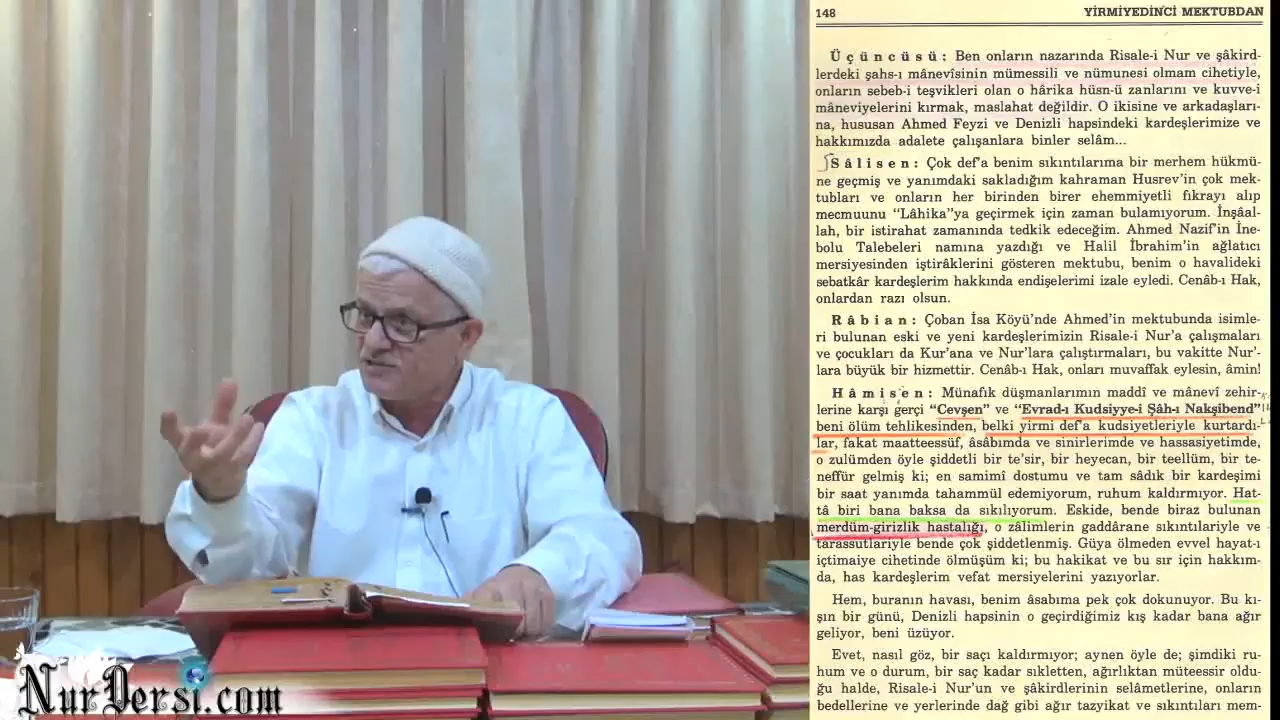 148 YİRMİYEDİNCİ MEKTUBDAN
Üçüncüsü: Ben onların nazarında Risale-i Nur ve şâkird-
lerdeki şahs-ı mânevîsinin mümessili ve nümunesi olmam cihetiyle,
onların sebeb-i teşvikleri olan o hârika hüsn-ü zanlarını ve kuvve-i
mâneviyelerini kırmak, maslahat değildir. O ikisine ve arkadaşları-
na, hususan Ahmed Feyzi ve Denizli hapsindeki kardeşlerimize ve
hakkımızda adalete çalışanlara binler selâm...
Sâlisen: Çok def'a benim sıkıntılarıma bir merhem hükmü-
ne geçmiş ve yanımdaki sakladığım kahraman Husrev'in çok mek-
tubları ve onların her birinden birer ehemmiyetli fıkrayı alıp
mecmuunu "Lâhika"ya geçirmek için zaman bulamıyorum. İnşâal-
lah, bir istirahat zamanında tedkik edeceğim. Ahmed Nazif'in İne-
bolu Talebeleri namına yazdığı ve Halil İbrahim'in ağlatıcı
mersiyesinden iştirâklerini gösteren mektubu, benim o havalideki
sebatkâr kardeşlerim hakkında endişelerimi izale eyledi. Cenâb-ı Hak,
onlardan razı olsun.
Râbian: Çoban İsa Köyü'nde Ahmed'in mektubunda isimle-
ri bulunan eski ve yeni kardeşlerimizin Risale-i Nur'a çalışmaları
ve çocukları da Kur'ana ve Nur'lara çalıştırmaları, bu vakitte Nur'-
lara büyük bir hizmettir. Cenâb-ı Hak, onları muvaffak eylesin, âmin!
Hâmisen: Münafık düşmanlarımın maddî ve mânevî zehir-
lerine karşı gerçi "Cevşen" ve "Evrad-ı Kudsiyye-i Şâh-ı Nakşibend"
beni ölüm tehlikesinden, belki yirmi def'a kudsiyetleriyle kurtardı-
lar, fakat maatteessüf, âsâbımda ve sinirlerimde ve hassasiyetimde,
o zulümden öyle şiddetli bir te'sir, bir heyecan, bir teellüm, bir te-
neffür gelmiş ki; en samimî dostumu ve tam sâdık bir kardeşimi
bir saat yanımda tahammül edemiyorum, ruhum kaldırmıyor. Hat-
tâ biri bana baksa da sıkılıyorum. Eskide, bende biraz bulunan
merdüm-girizlik hastalığı, o zâlimlerin gaddârane sıkıntılariyle ve
tarassutlariyle bende çok şiddetlenmiş. Güya ölmeden evvel hayat-ı
içtimaiye cihetinde ölmüşüm ki; bu hakikat ve bu sır için hakkım-
da, has kardeşlerim vefat mersiyelerini yazıyorlar.
Hem, buranın havası, benim âsabıma pek çok dokunuyor. Bu kı-
şın bir günü, Denizli hapsinin o geçirdiğimiz kış kadar bana ağır
geliyor, beni üzüyor.
Evet, nasıl göz, bir saçı kaldırmıyor; aynen öyle de; şimdiki ru-
hum ve o durum, bir saç kadar sıkletten, ağırlıktan müteessir oldu-
ğu halde, Risale-i Nur'un ve şâkirdlerinin selâmetlerine, onların
bedellerine ve yerlerinde dağ gibi ağır tazyikat ve sıkıntıları mem-
NurDersi.com